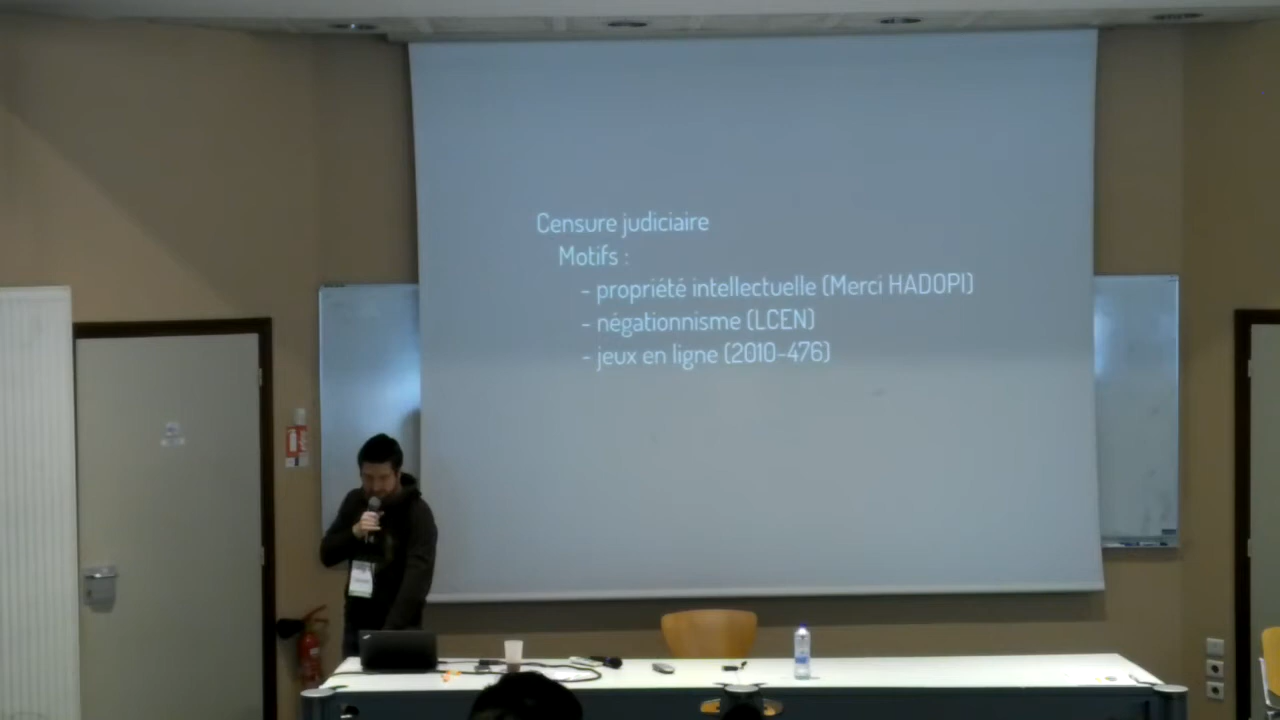 Censure judiciaire
Motifs :
- propriété intellectuelle (Merci HADOPI)
- négationnisme (LCEN)
- jeux en ligne (2010-476)